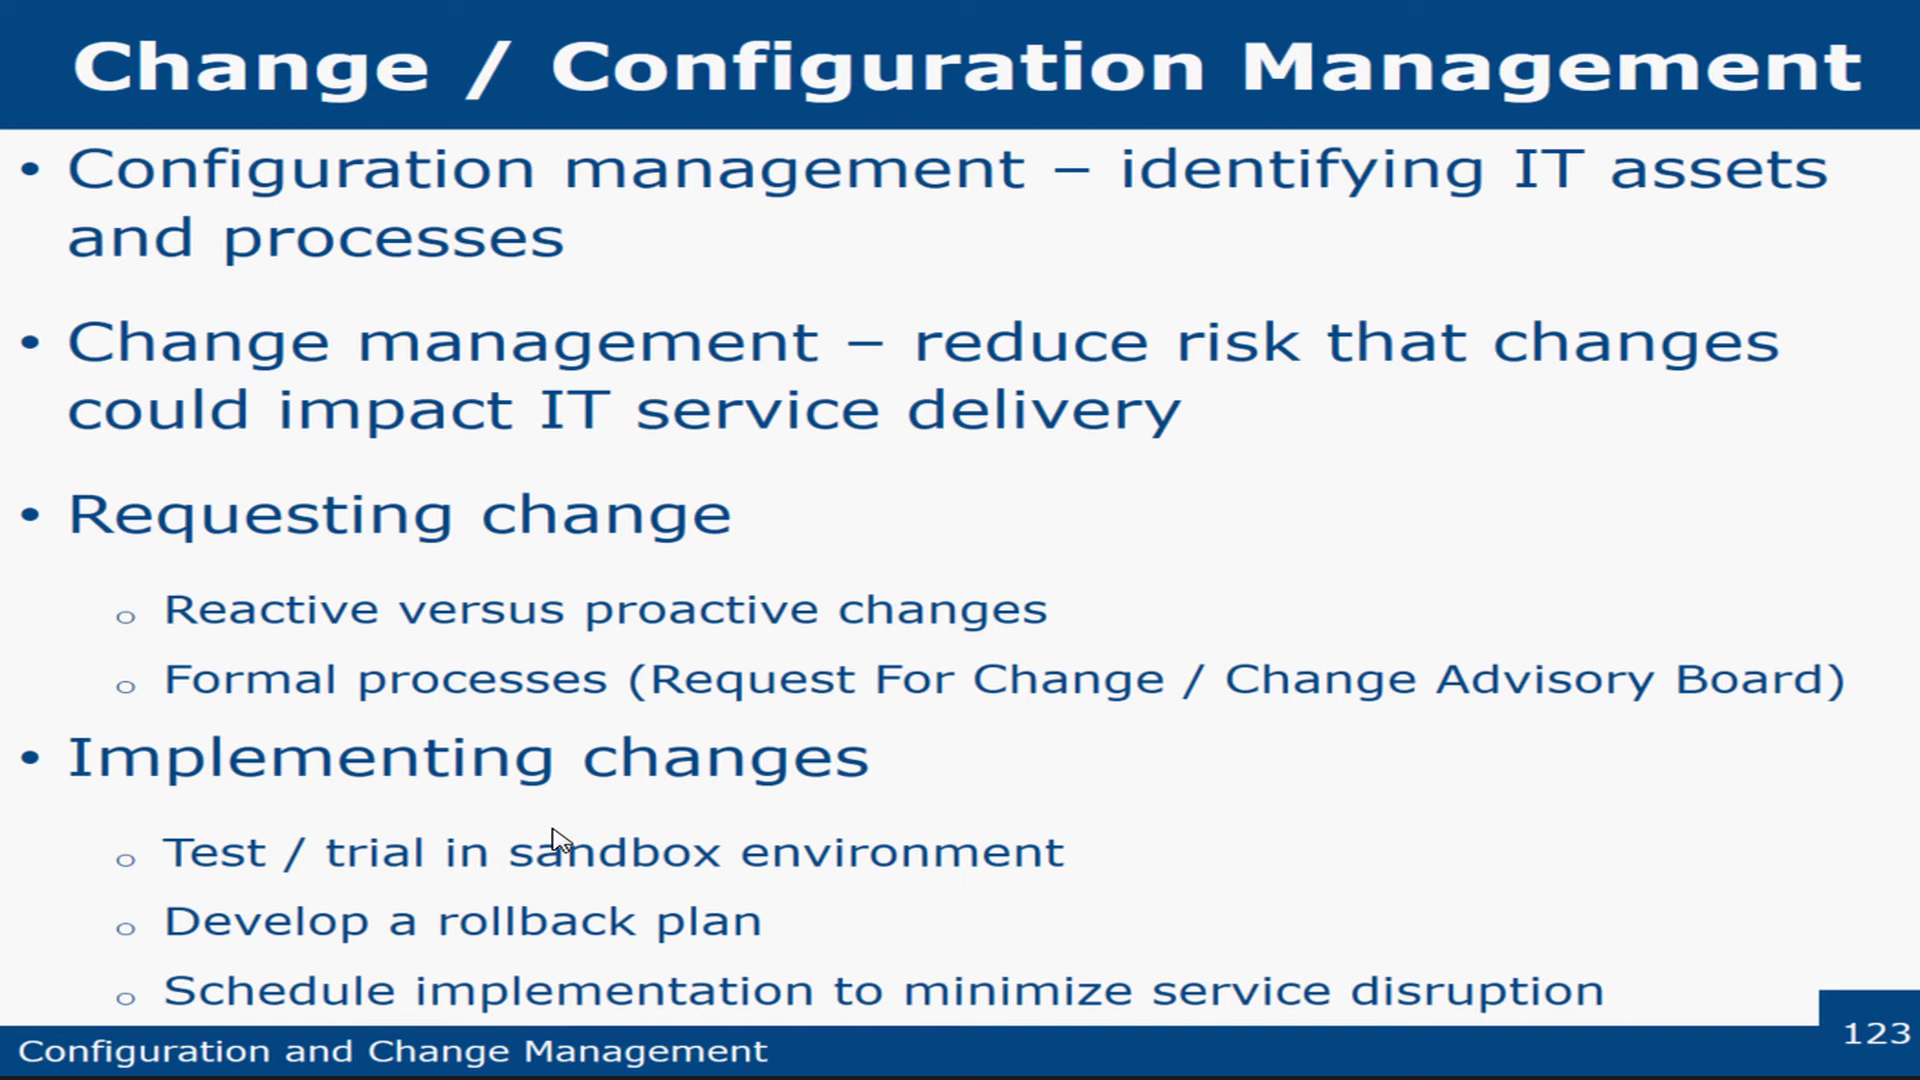 Change / Configuration Management
• Configuration management – identifying IT assets
and processes
• Change management – reduce risk that changes
could impact IT service delivery
• Requesting change
o Reactive versus proactive changes
o Formal processes (Request For Change / Change Advisory Board)
• Implementing changes
o Test / trial in sandbox environment
o Develop a rollback plan
o Schedule implementation to minimize service disruption
Configuration and Change Management
123